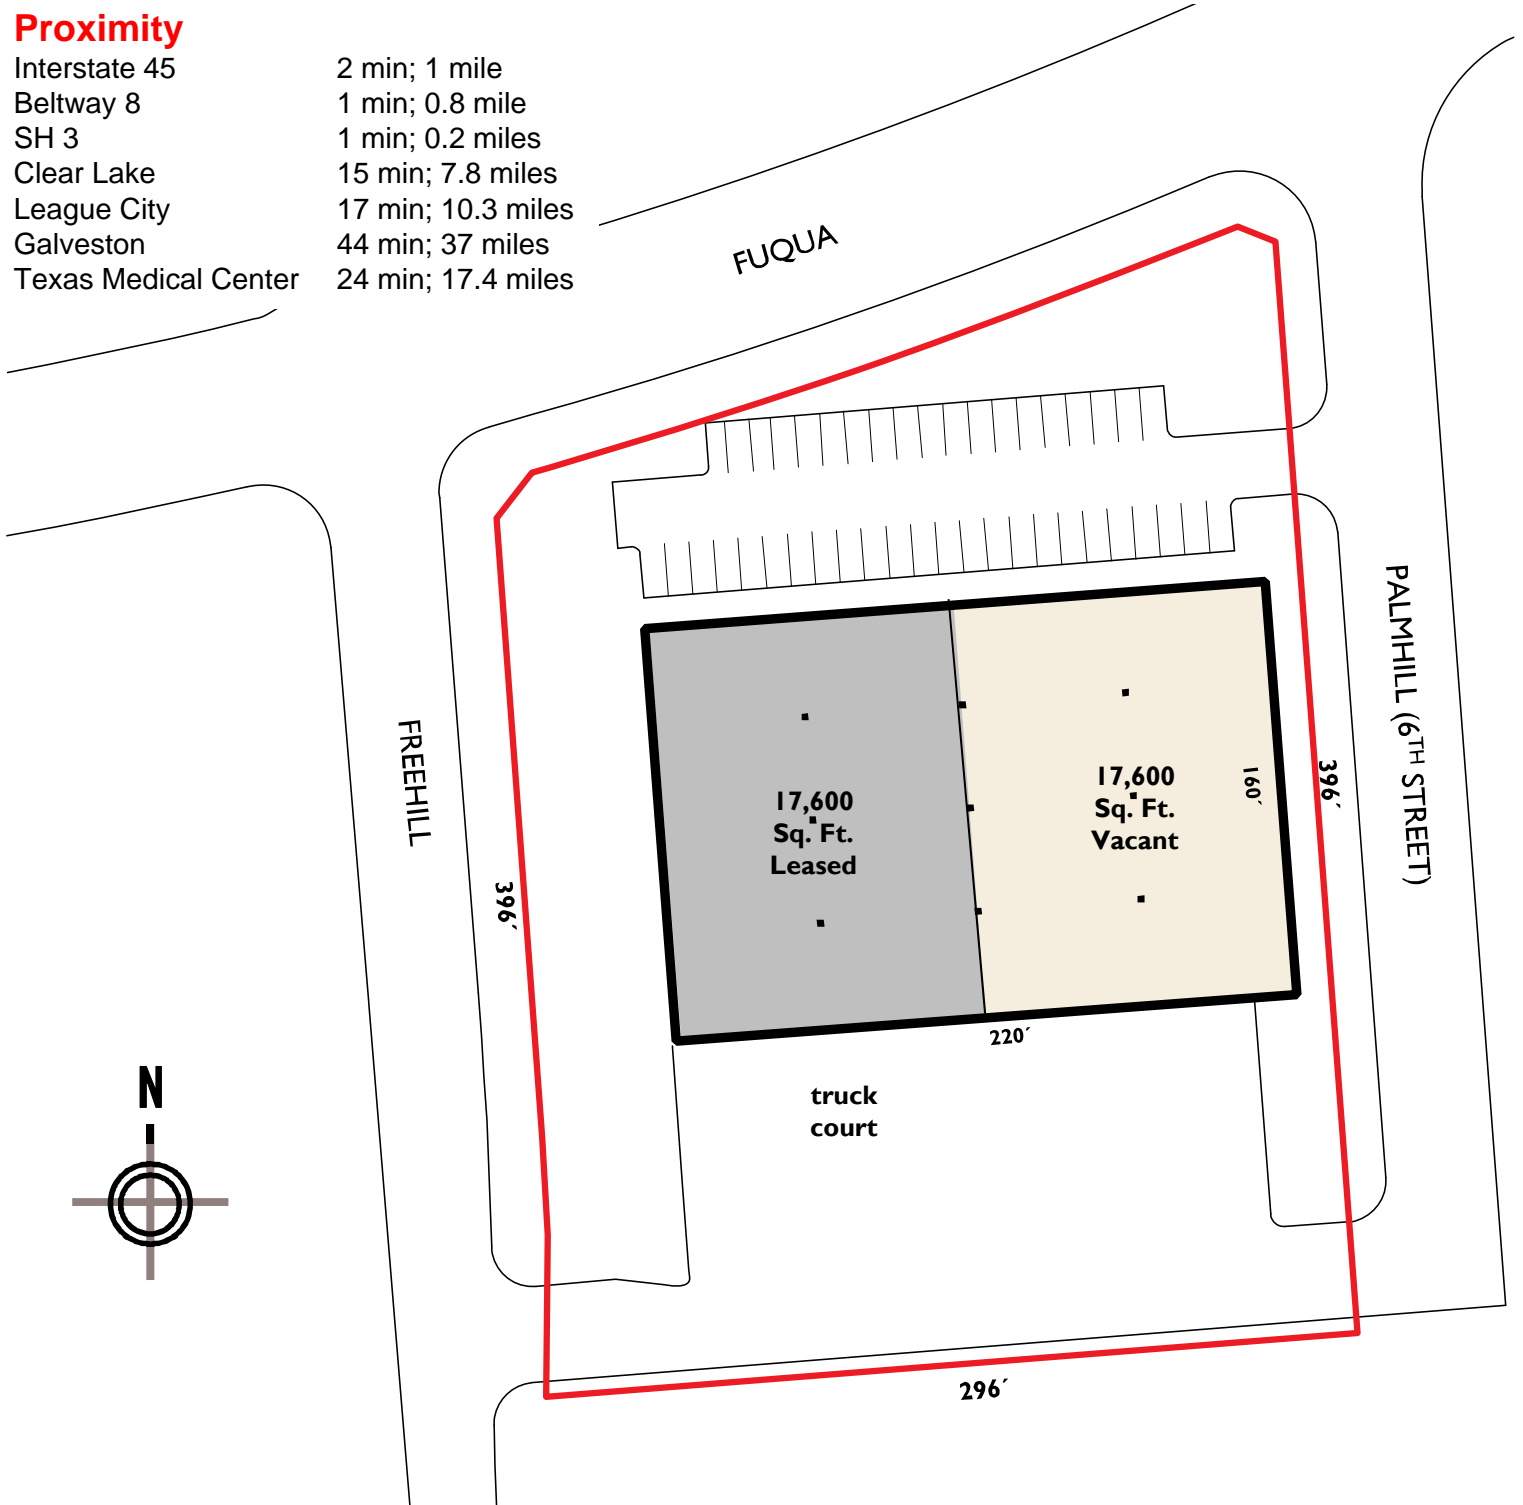 Proximity
Interstate 45 2 min; 1 mile
Beltway 8 1 min; 0.8 mile
SH 3 1 min; 0.2 miles
Clear Lake 15 min; 7.8 miles
League City 17 min; 10.3 miles
Galveston 44 min; 37 miles
Texas Medical Center 24 min; 17.4 miles
FUQUA
PALMHILL (6TH STREET)
FREEHILL
17,600
Sq. Ft.
Leased
17,600
Sq. Ft.
Vacant
160´
396´
396´
220´
truck
court
N
296´